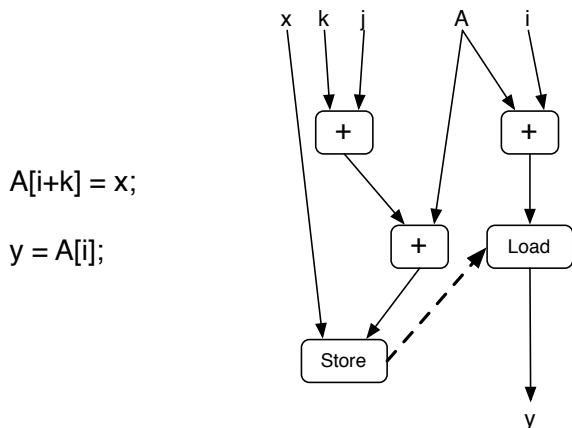 x k j A i
+ +
A[i+k] = x;
y = A[i];
+ Load
Store
y